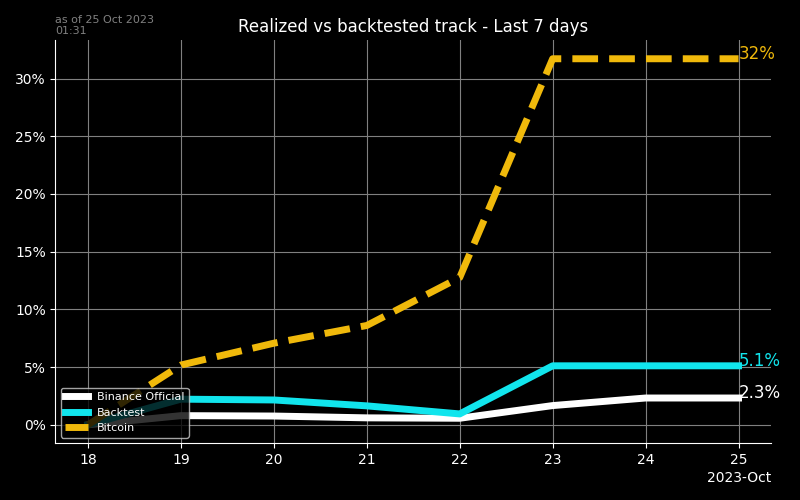 as of 25 Oct 2023
01:31
Realized vs backtested track - Last 7 days
30%
25%
20%
15%
10%
5%
0%
32%
5.1%
2.3%
Binance Official
Backtest
Bitcoin
18 19 20 21 22 23 24 25
2023-Oct